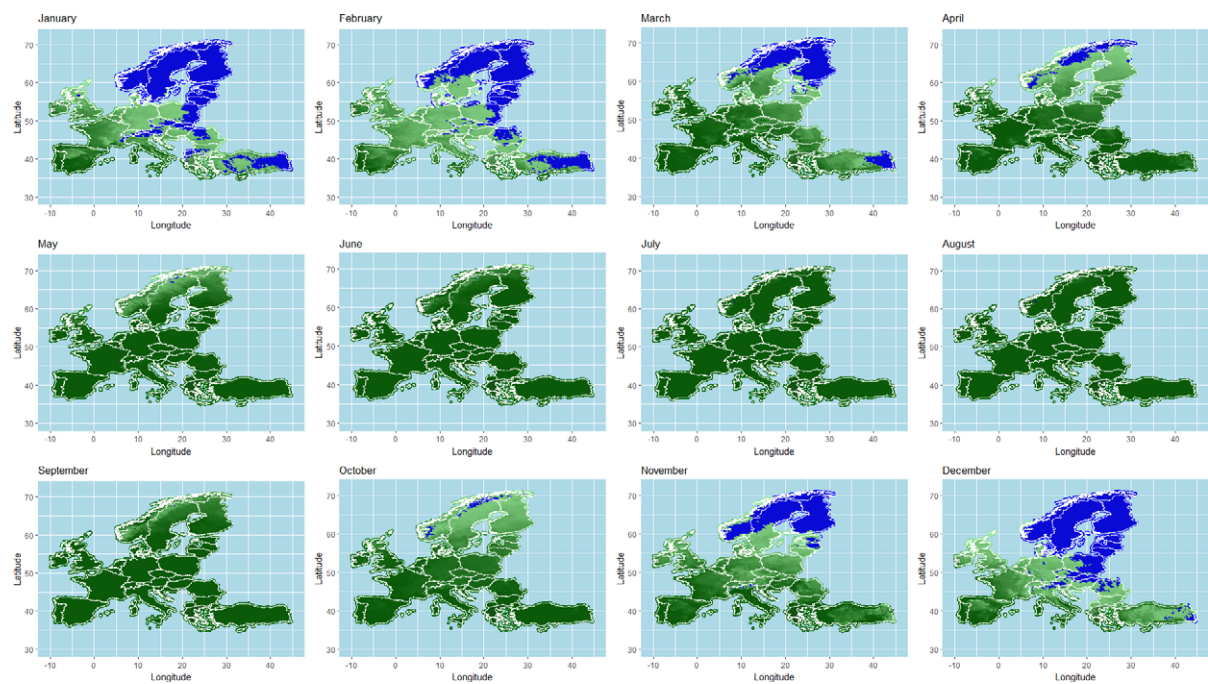 January February March April
70 70 70 70
60 60 60 60
50 50 50 50
40 40 40 40
30 30 30 30
Latitude Latitude Latitude Latitude
-10 0 10 20 30 40 -10 0 10 20 30 40 -10 0 10 20 30 40 -10 0 10 20 30 40
Longitude Longitude Longitude Longitude
May June July August
70 70 70 70
60 60 60 60
50 50 50 50
40 40 40 40
30 30 30 30
Latitude Latitude Latitude Latitude
-10 0 10 20 30 40 -10 0 10 20 30 40 -10 0 10 20 30 40 -10 0 10 20 30 40
Longitude Longitude Longitude Longitude
September October November December
70 70 70 70
60 60 60 60
50 50 50 50
40 40 40 40
30 30 30 30
Latitude Latitude Latitude Latitude
-10 0 10 20 30 40 -10 0 10 20 30 40 -10 0 10 20 30 40 -10 0 10 20 30 40
Longitude Longitude Longitude Longitude